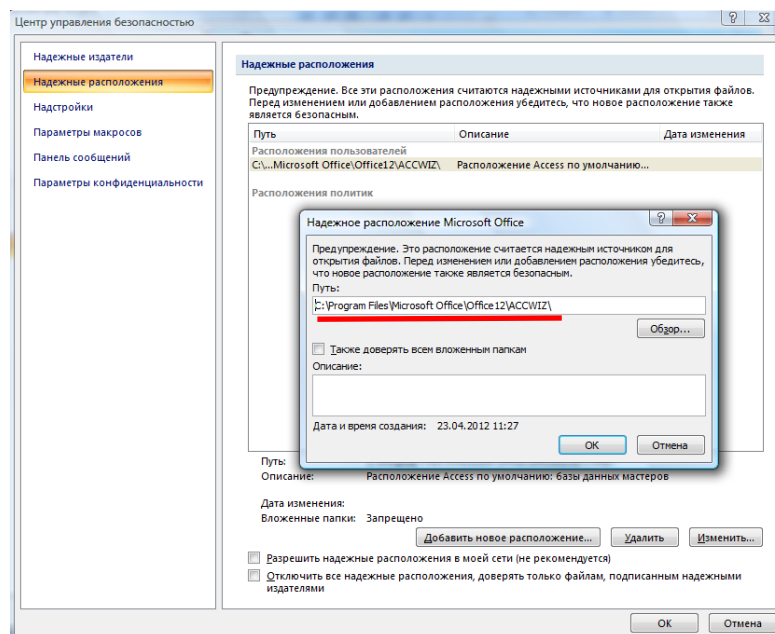 Центр управления безопасностью
Надежные издатели
Надежные расположения
Надстройки
Параметры макросов
Панель сообщений
Параметры конфиденциальности
Надежные расположения
Предупреждение. Все эти расположения считаются надежными источниками для открытия файлов.
Перед изменением или добавлением расположения убедитесь, что новое расположение также
является безопасным.
Путь Описание Дата изменения
Расположения пользователей
C:\...Microsoft Office\Office12\ACCWIZ\ Расположение Access по умолчанию...
Расположения политик
Надежное расположение Microsoft Office
Предупреждение. Это расположение считается надежным источником для
открытия файлов. Перед изменением или добавлением расположения убедитесь,
что новое расположение также является безопасным.
Путь:
C:\Program Files\Microsoft Office\Office12\ACCWIZ\
Обзор...
Также доверять всем вложенным папкам
Описание:
Дата и время создания: 23.04.2012 11:27
ОК Отмена
Путь:
Описание: Расположение Access по умолчанию: базы данных мастеров
Дата изменения:
Вложенные папки: Запрещено
Добавить новое расположение... Удалить Изменить...
Разрешить надежные расположения в моей сети (не рекомендуется)
Отключить все надежные расположения, доверять только файлам, подписанным надежными
издателями
ОК Отмена